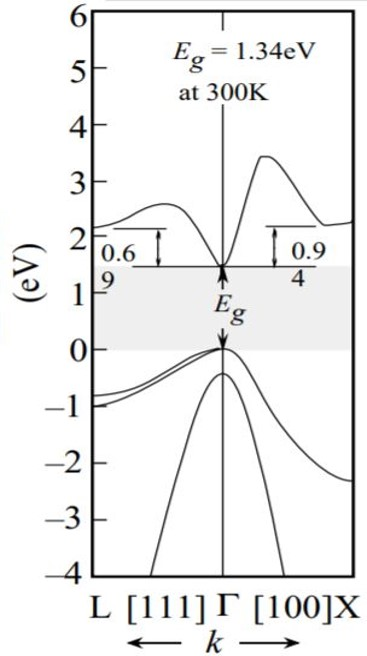 6
E_g = 1.34eV
at 300K
5
4
3
2
0.6
9
0.9
4
1
E_g
0
−1
−2
−3
−4
(eV)
L [111] Γ [100]X
← k →